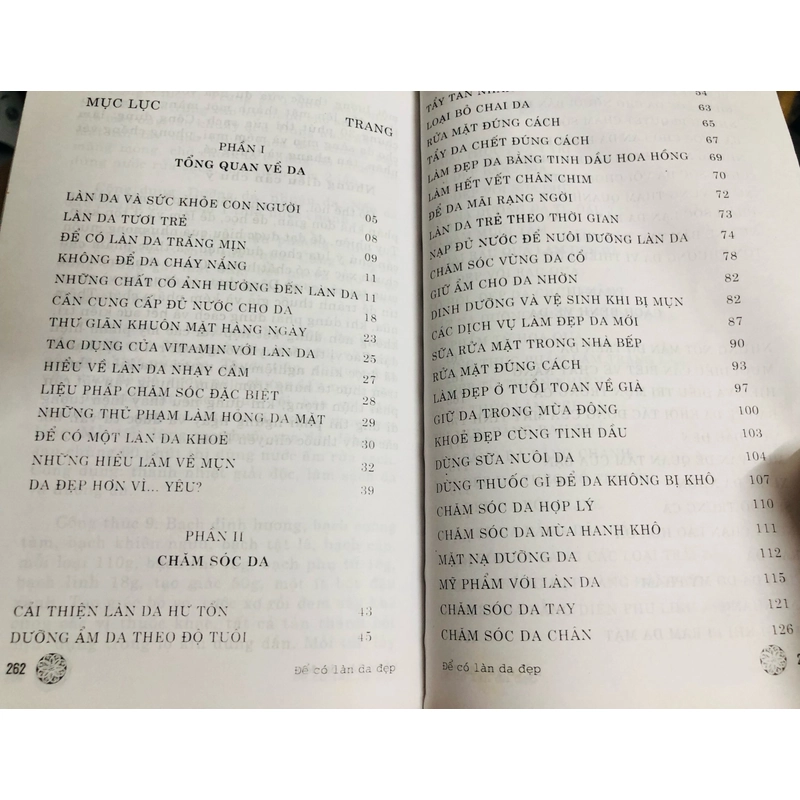 MỤC LỤC
TRANG
PHẦN I
TỔNG QUAN VỀ DA
LÀN DA VÀ SỨC KHỎE CON NGƯỜI 05
LÀN DA TƯƠI TRẺ 08
ĐỂ CÓ LÀN DA TRẮNG MỊN 09
KHÔNG ĐỂ DA CHÁY NẮNG 11
NHỮNG CHẤT CÓ ẢNH HƯỞNG ĐẾN LÀN DA 11
CẦN CUNG CẤP ĐỦ NƯỚC CHO DA 18
THƯ GIÃN KHUÔN MẶT HÀNG NGÀY 23
TÁC DỤNG CỦA VITAMIN VỚI LÀN DA 25
HIỂU VỀ LÀN DA NHẠY CẢM 27
LIỆU PHÁP CHĂM SÓC ĐẶC BIỆT 28
NHỮNG THỦ PHẠM LÀM HỎNG DA MẶT 29
ĐỂ CÓ MỘT LÀN DA KHOẺ 30
NHỮNG HIỂU LẦM VỀ MỤN 32
DA ĐẸP HƠN VÌ... YÊU? 39
PHẦN II
CHĂM SÓC DA
CẢI THIỆN LÀN DA HƯ TỔN 43
DƯỠNG ẨM DA THEO ĐỘ TUỔI 45
262 Để có làn da đẹp
TẨY TÀN 54
LOẠI BỎ CHAI DA 63
RỬA MẶT ĐÚNG CÁCH 65
TẨY DA CHẾT ĐÚNG CÁCH 67
LÀM ĐẸP DA BẰNG TINH DẦU HOA HỒNG 69
LÀM HẾT VẾT CHÂN CHIM 70
ĐỂ DA MÃI RẠNG NGỜI 72
LÀN DA TRẺ THEO THỜI GIAN 73
NẠP ĐỦ NƯỚC ĐỂ NUÔI DƯỠNG LÀN DA 74
CHĂM SÓC VÙNG DA CỔ 78
GIỮ ẨM CHO DA NHỜN 82
DINH DƯỠNG VÀ VỆ SINH KHI BỊ MỤN 82
CÁC DỊCH VỤ LÀM ĐẸP DA MỚI 87
SỮA RỬA MẶT TRONG NHÀ BẾP 90
RỬA MẶT ĐÚNG CÁCH 93
LÀM ĐẸP Ở TUỔI TOAN VỀ GIÀ 97
GIỮ DA TRONG MÙA ĐÔNG 100
KHOẺ ĐẸP CÙNG TINH DẦU 103
DÙNG SỮA NUÔI DA 104
DÙNG THUỐC GÌ ĐỂ DA KHÔNG BỊ KHÔ 107
CHĂM SÓC DA HỢP LÝ 110
CHĂM SÓC DA MÙA HANH KHÔ 111
MẶT NẠ DƯỠNG DA 112
MỸ PHẨM VỚI LÀN DA 115
CHĂM SÓC DA TAY 121
CHĂM SÓC DA CHÂN 126
Để có làn da đẹp